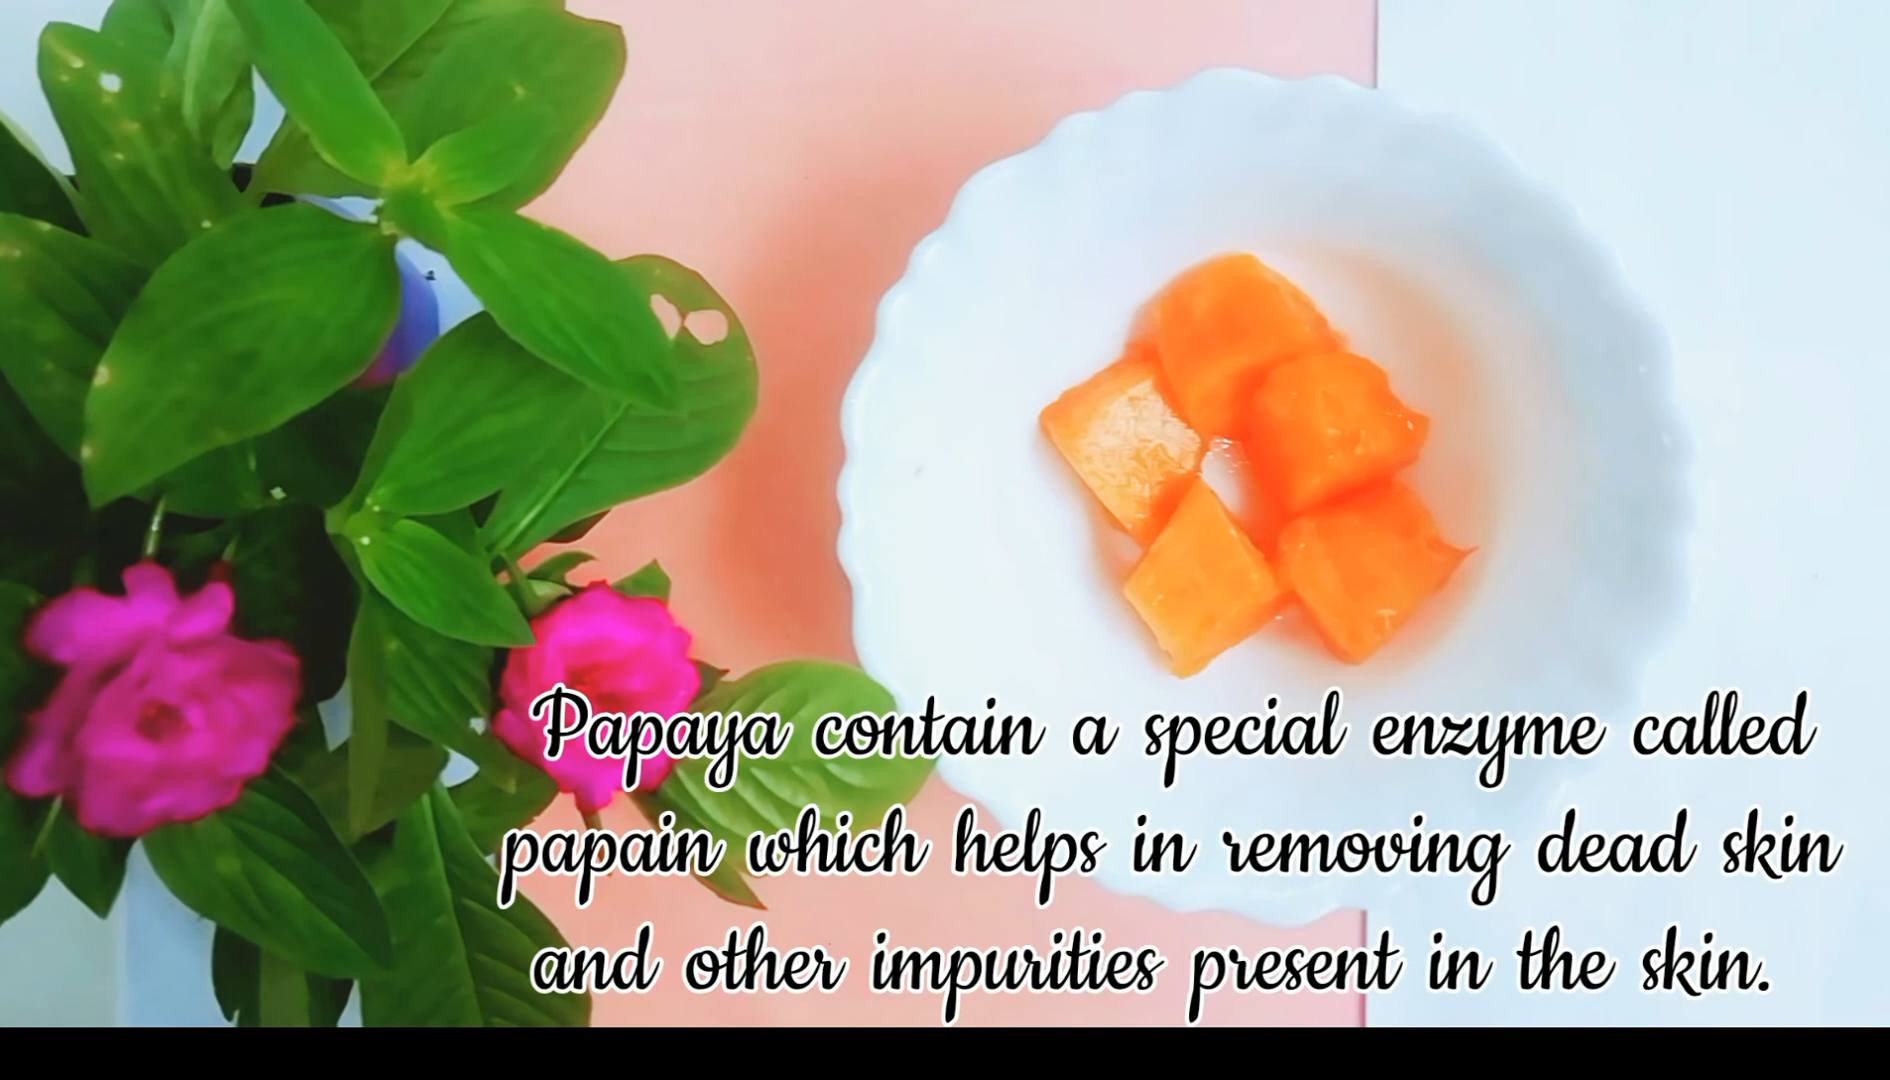 Papaya contain a special enzyme called
papain which helps in removing dead skin
and other impurities present in the skin.